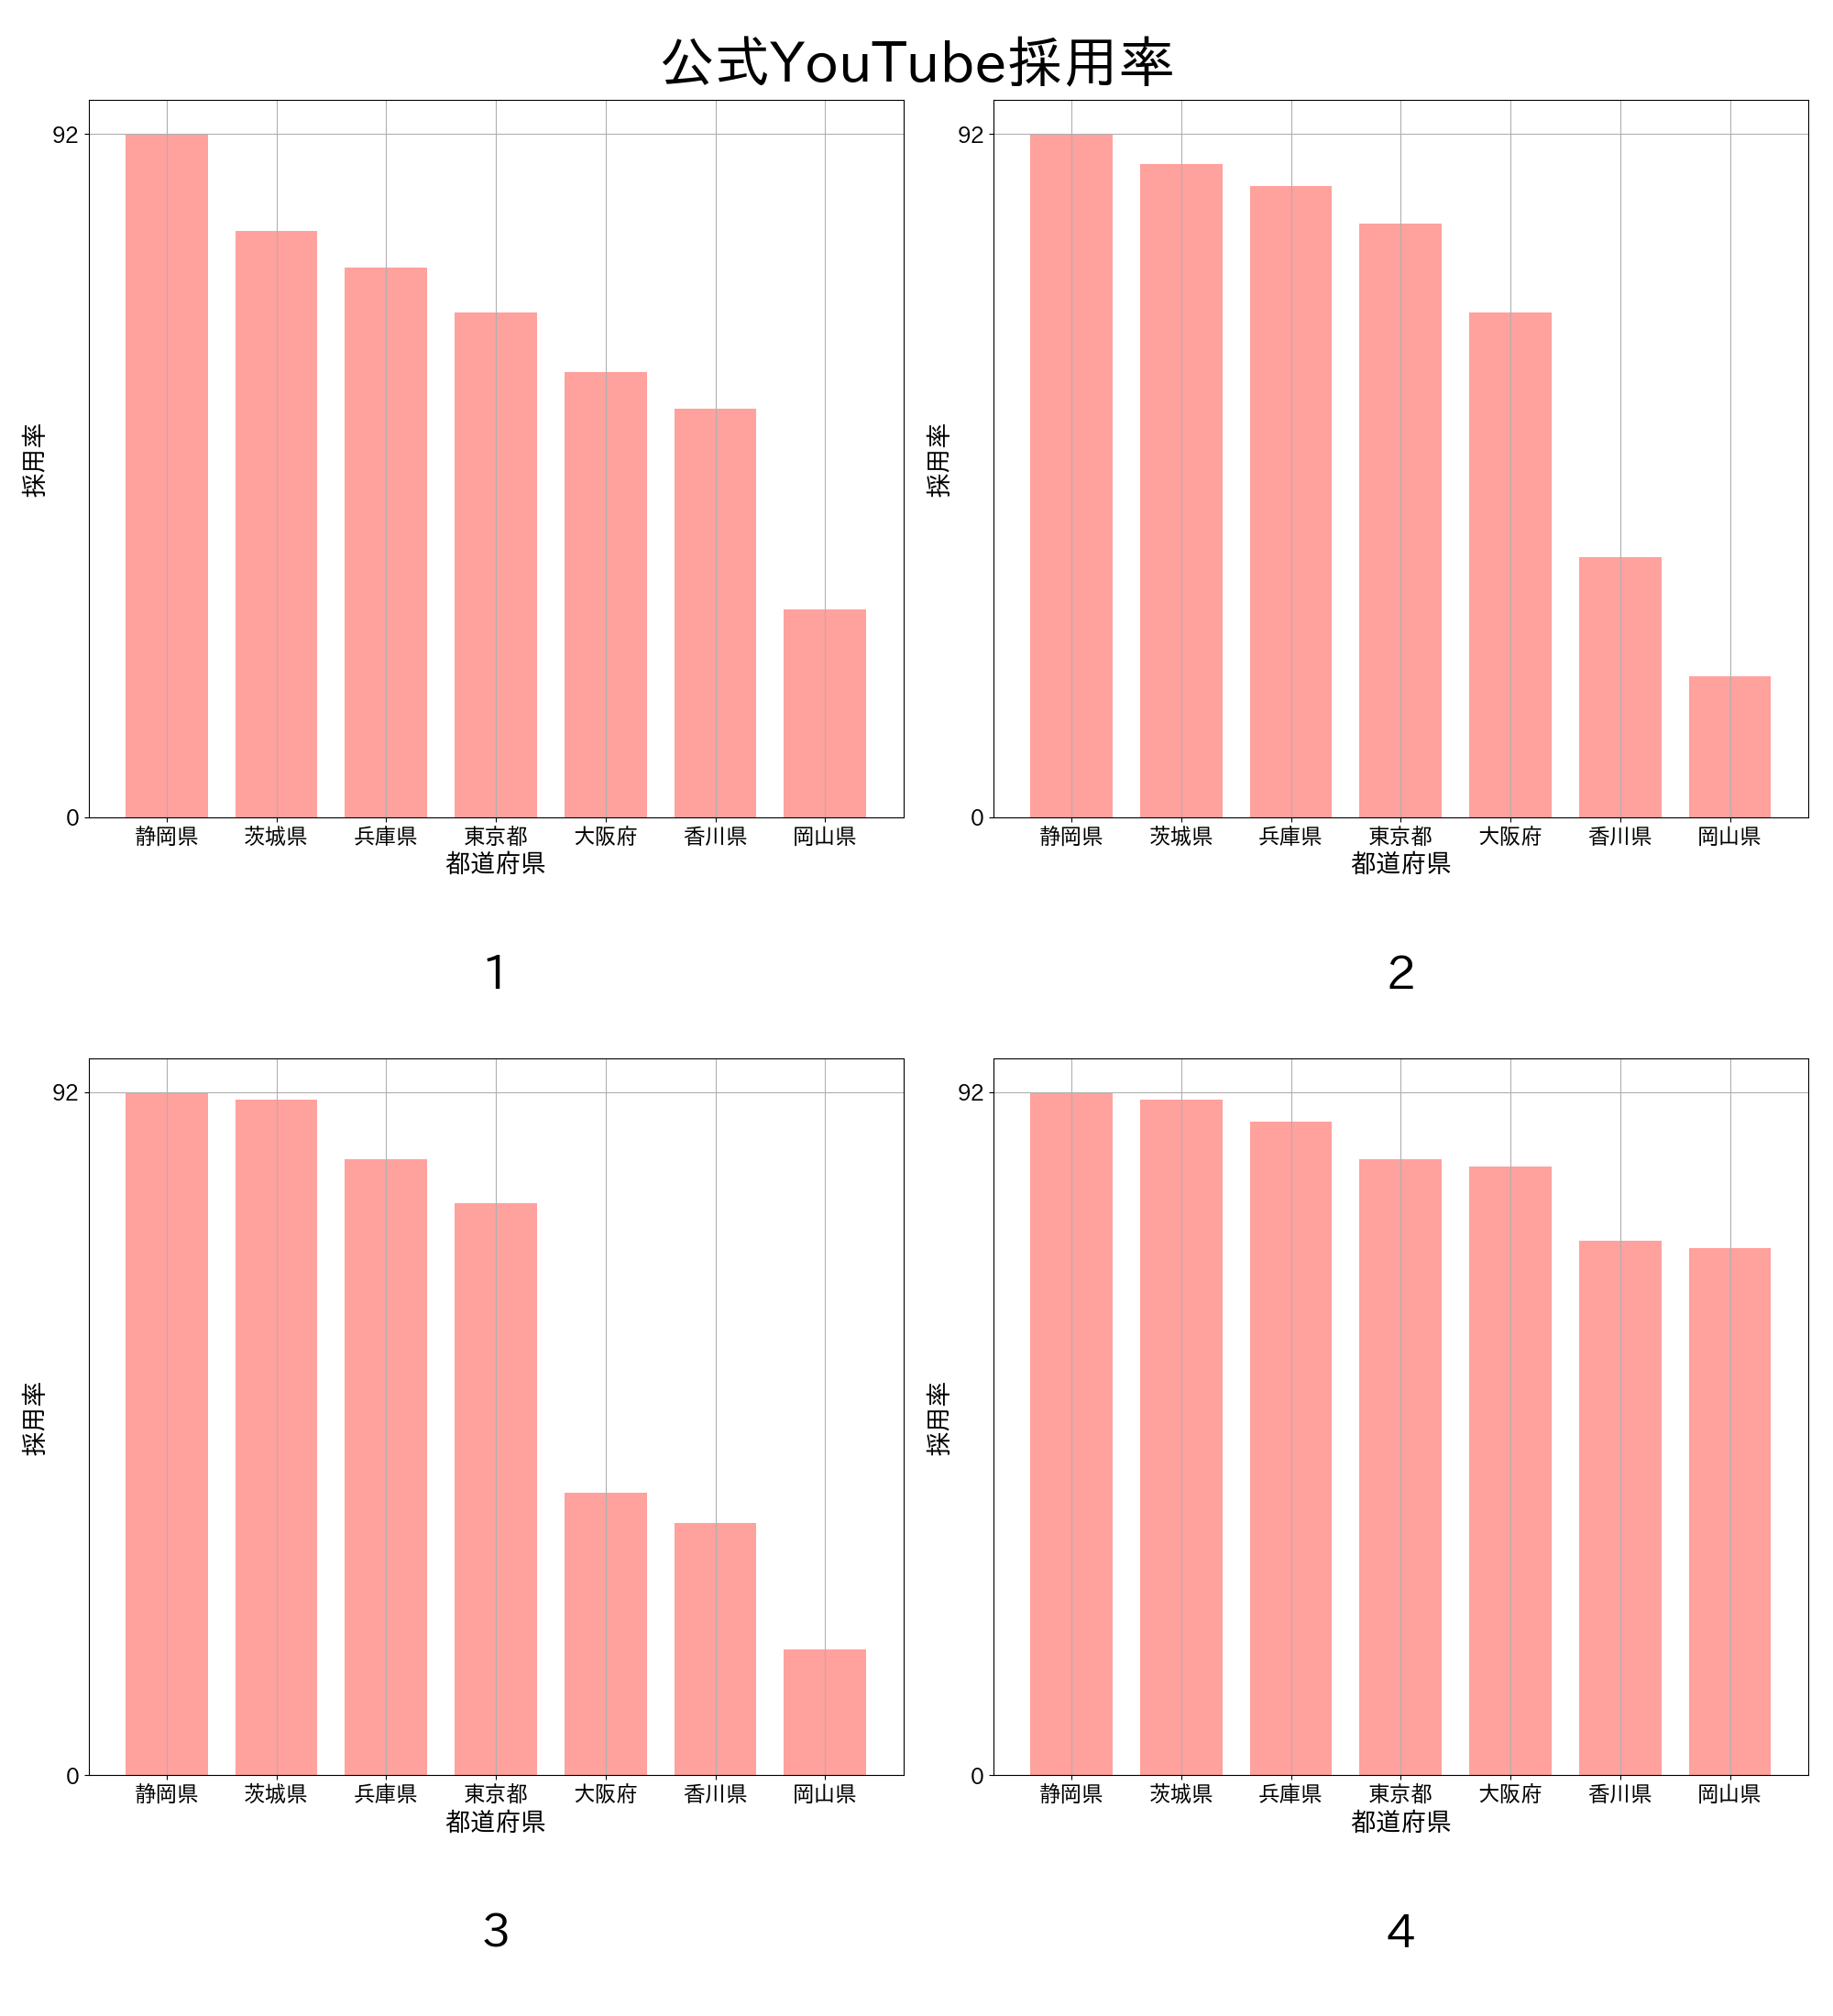 公式YouTube採用率
92
採用率
0
静岡県 茨城県 兵庫県 東京都 大阪府 香川県 岡山県
都道府県
1
92
採用率
0
静岡県 茨城県 兵庫県 東京都 大阪府 香川県 岡山県
都道府県
2
92
採用率
0
静岡県 茨城県 兵庫県 東京都 大阪府 香川県 岡山県
都道府県
3
92
採用率
0
静岡県 茨城県 兵庫県 東京都 大阪府 香川県 岡山県
都道府県
4